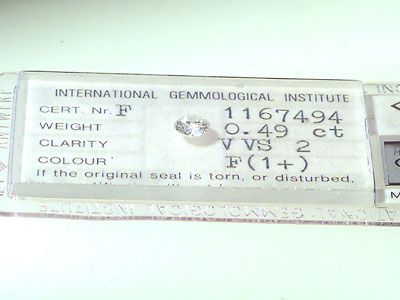 INTERNATIONAL GEMMOLOGICAL INSTITUTE
CERT. Nr. F 1167494
WEIGHT 0.49 ct
CLARITY VVS 2
COLOUR F(1+)
If the original seal is torn, or disturbed.